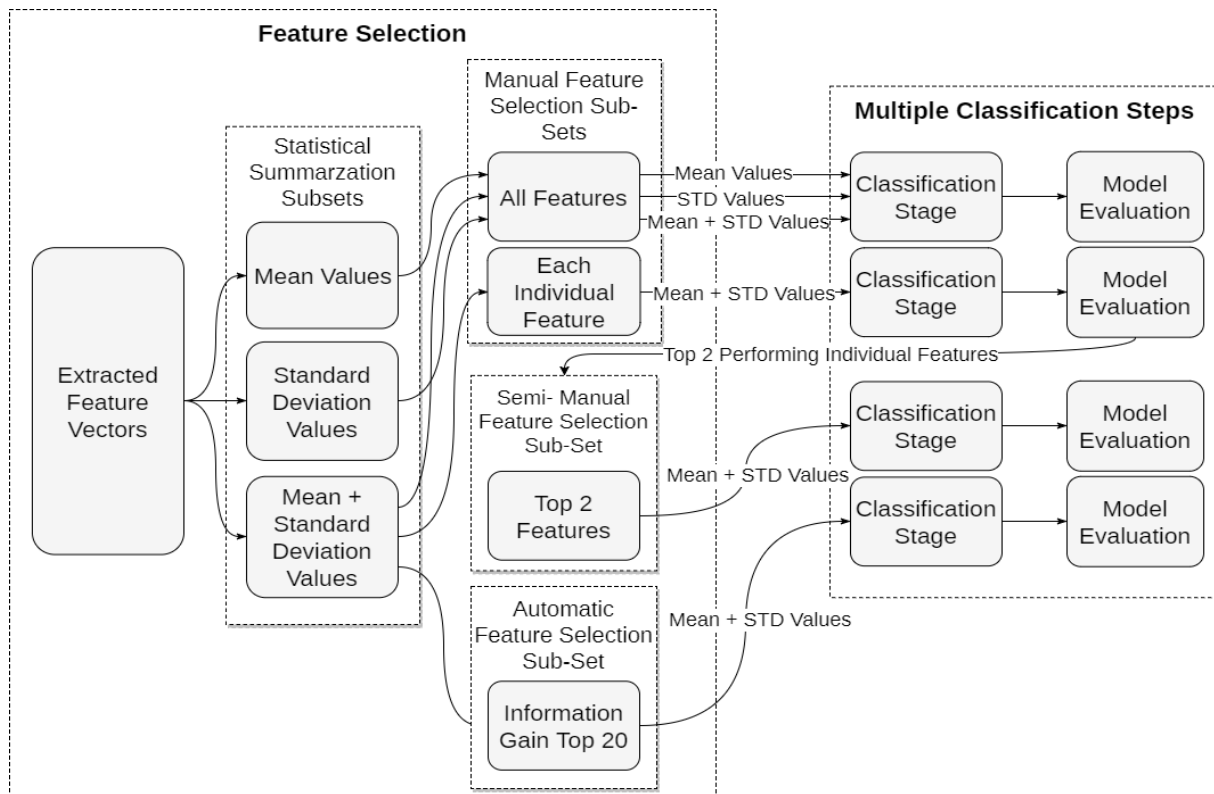 Feature Selection
Manual Feature
Selection Sub-
Sets
Multiple Classification Steps
Statistical
Summarzation
Subsets
All Features
Mean Values
STD Values
Mean + STD Values
Classification
Stage
Model
Evaluation
Mean Values
Each
Individual
Feature
Mean + STD Values
Classification
Stage
Model
Evaluation
Top 2 Performing Individual Features
Extracted
Feature
Vectors
Standard
Deviation
Values
Semi- Manual
Feature Selection
Sub-Set
Classification
Stage
Model
Evaluation
Mean + STD Values
Mean +
Standard
Deviation
Values
Top 2
Features
Classification
Stage
Model
Evaluation
Automatic
Feature Selection
Sub-Set
Mean + STD Values
Information
Gain Top 20